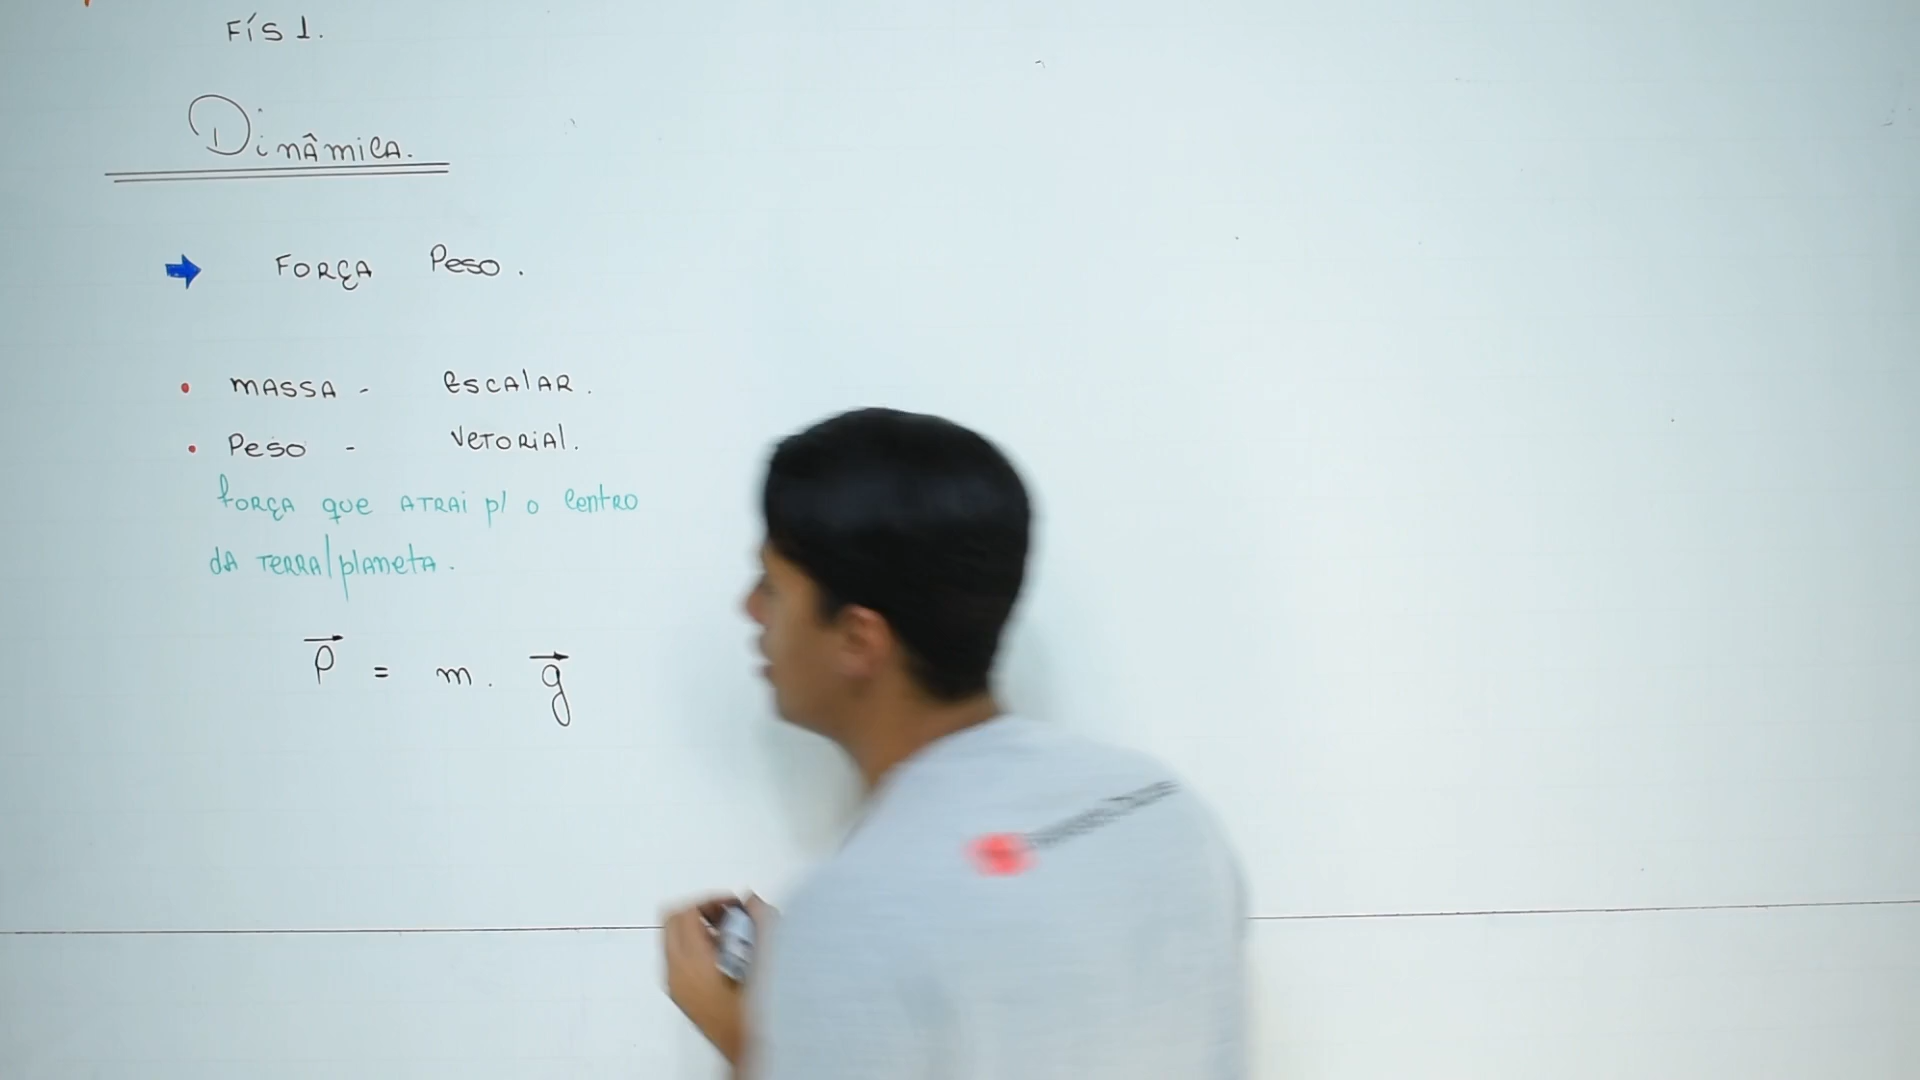 FÍS 1.
Dinâmica.
Força Peso.
• massa - escalar.
• Peso - vetorial.
força que atrai p/ o centro
da terra/planeta.
P = m. g